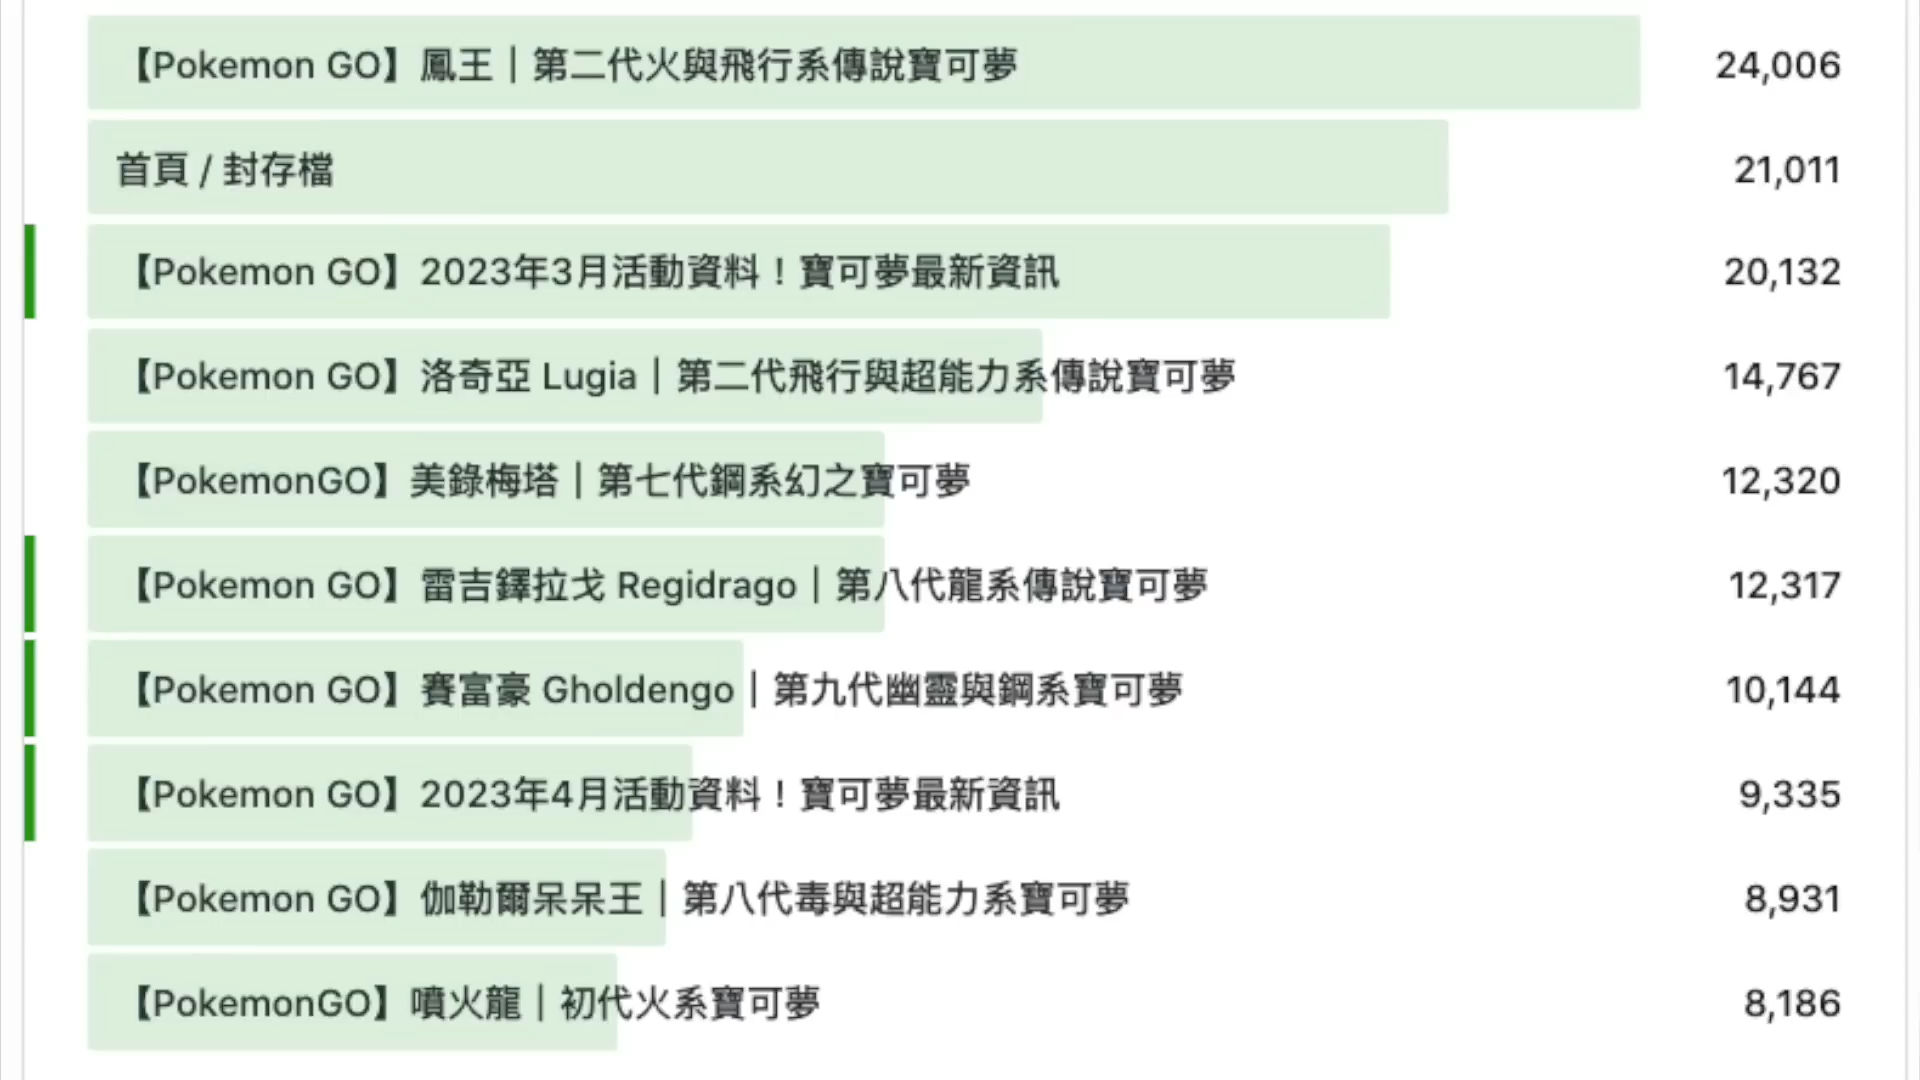 【Pokemon GO】鳳王｜第二代火與飛行系傳說寶可夢 24,006
首頁 / 封存檔 21,011
【Pokemon GO】2023年3月活動資料！寶可夢最新資訊 20,132
【Pokemon GO】洛奇亞 Lugia｜第二代飛行與超能力系傳說寶可夢 14,767
【PokemonGO】美錄梅塔｜第七代鋼系幻之寶可夢 12,320
【Pokemon GO】雷吉鐸拉戈 Regidrago｜第八代龍系傳說寶可夢 12,317
【Pokemon GO】賽富豪 Gholdengo｜第九代幽靈與鋼系寶可夢 10,144
【Pokemon GO】2023年4月活動資料！寶可夢最新資訊 9,335
【Pokemon GO】伽勒爾呆呆王｜第八代毒與超能力系寶可夢 8,931
【PokemonGO】噴火龍｜初代火系寶可夢 8,186